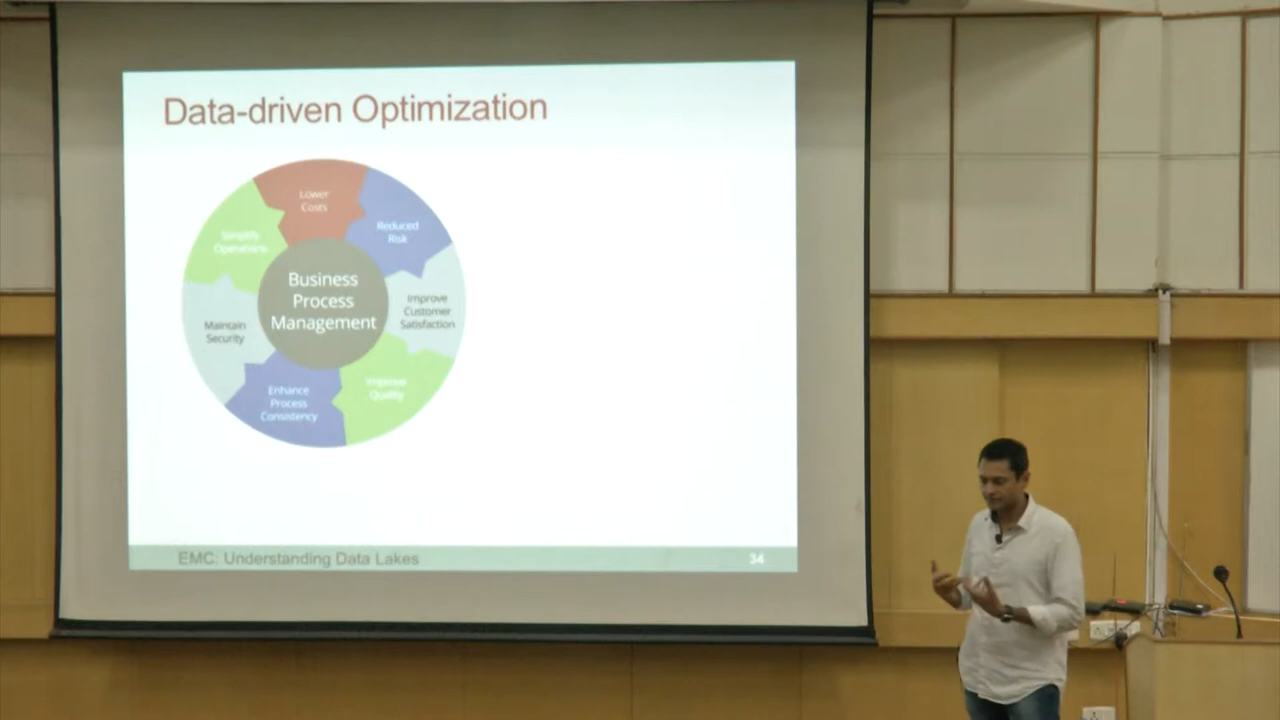 Data-driven Optimization
Lower
Costs
Reduced
Risk
Simplify
Operations
Business
Process
Management
Improve
Customer
Satisfaction
Maintain
Security
Improve
Quality
Enhance
Process
Consistency
EMC: Understanding Data Lakes
34